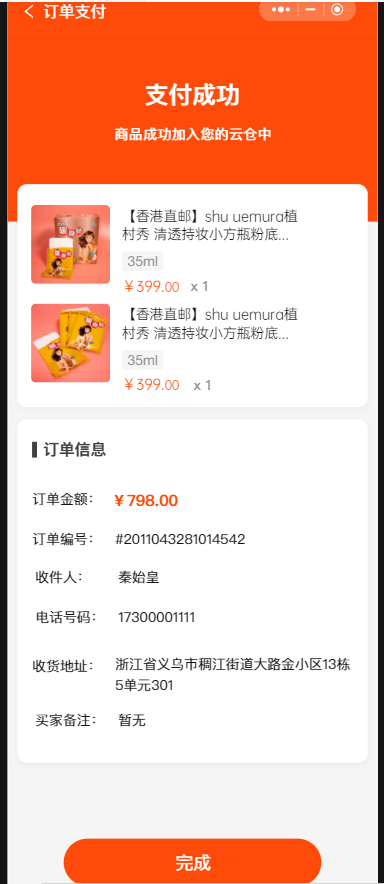 订单支付
支付成功
商品成功加入您的云仓中
【香港直邮】shu uemura植
村秀 清透持妆小方瓶粉底...
35ml
￥399.00 x 1
【香港直邮】shu uemura植
村秀 清透持妆小方瓶粉底...
35ml
￥399.00 x 1
订单信息
订单金额： ￥798.00
订单编号： #2011043281014542
收件人： 秦始皇
电话号码： 17300001111
收货地址： 浙江省义乌市稠江街道大路金小区13栋
5单元301
买家备注： 暂无
完成